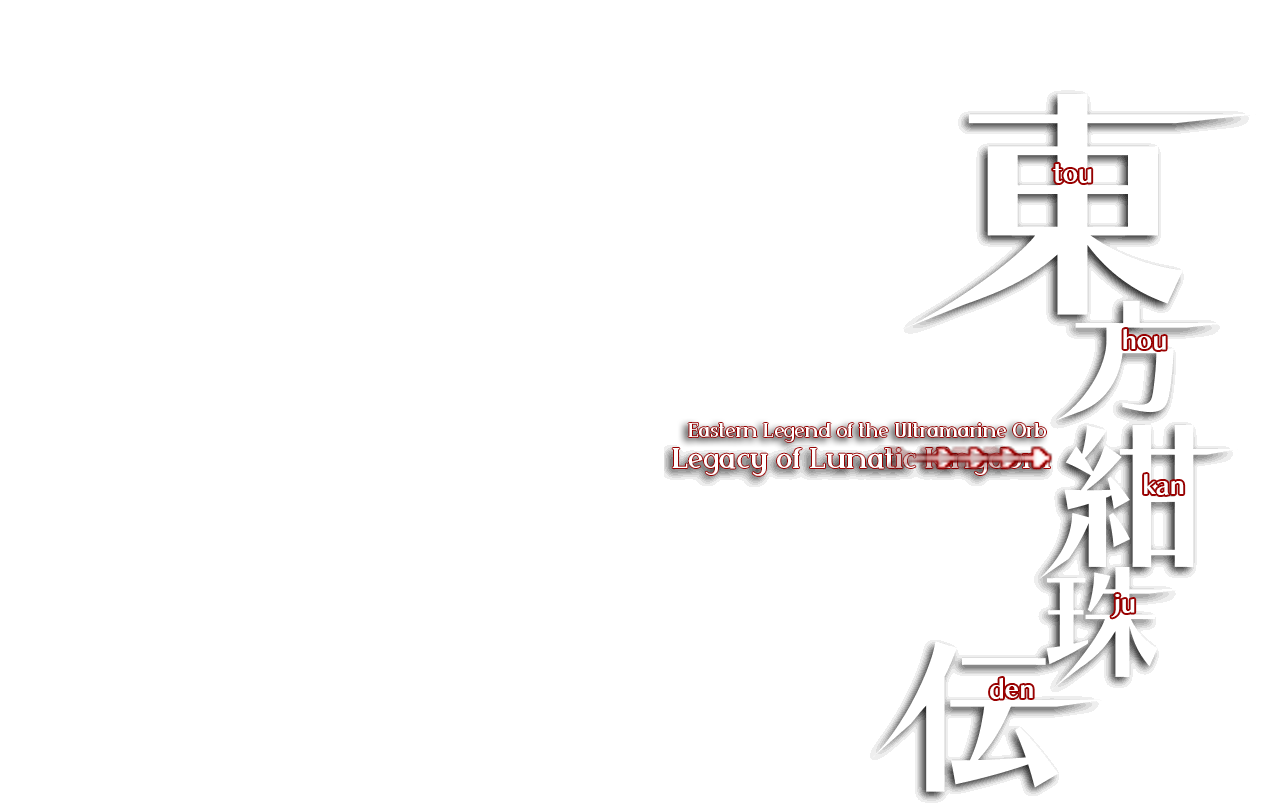 東方紺珠伝
tou
hou
kan
ju
den
Eastern Legend of the Ultramarine Orb
Legacy of Lunatic Kingdom